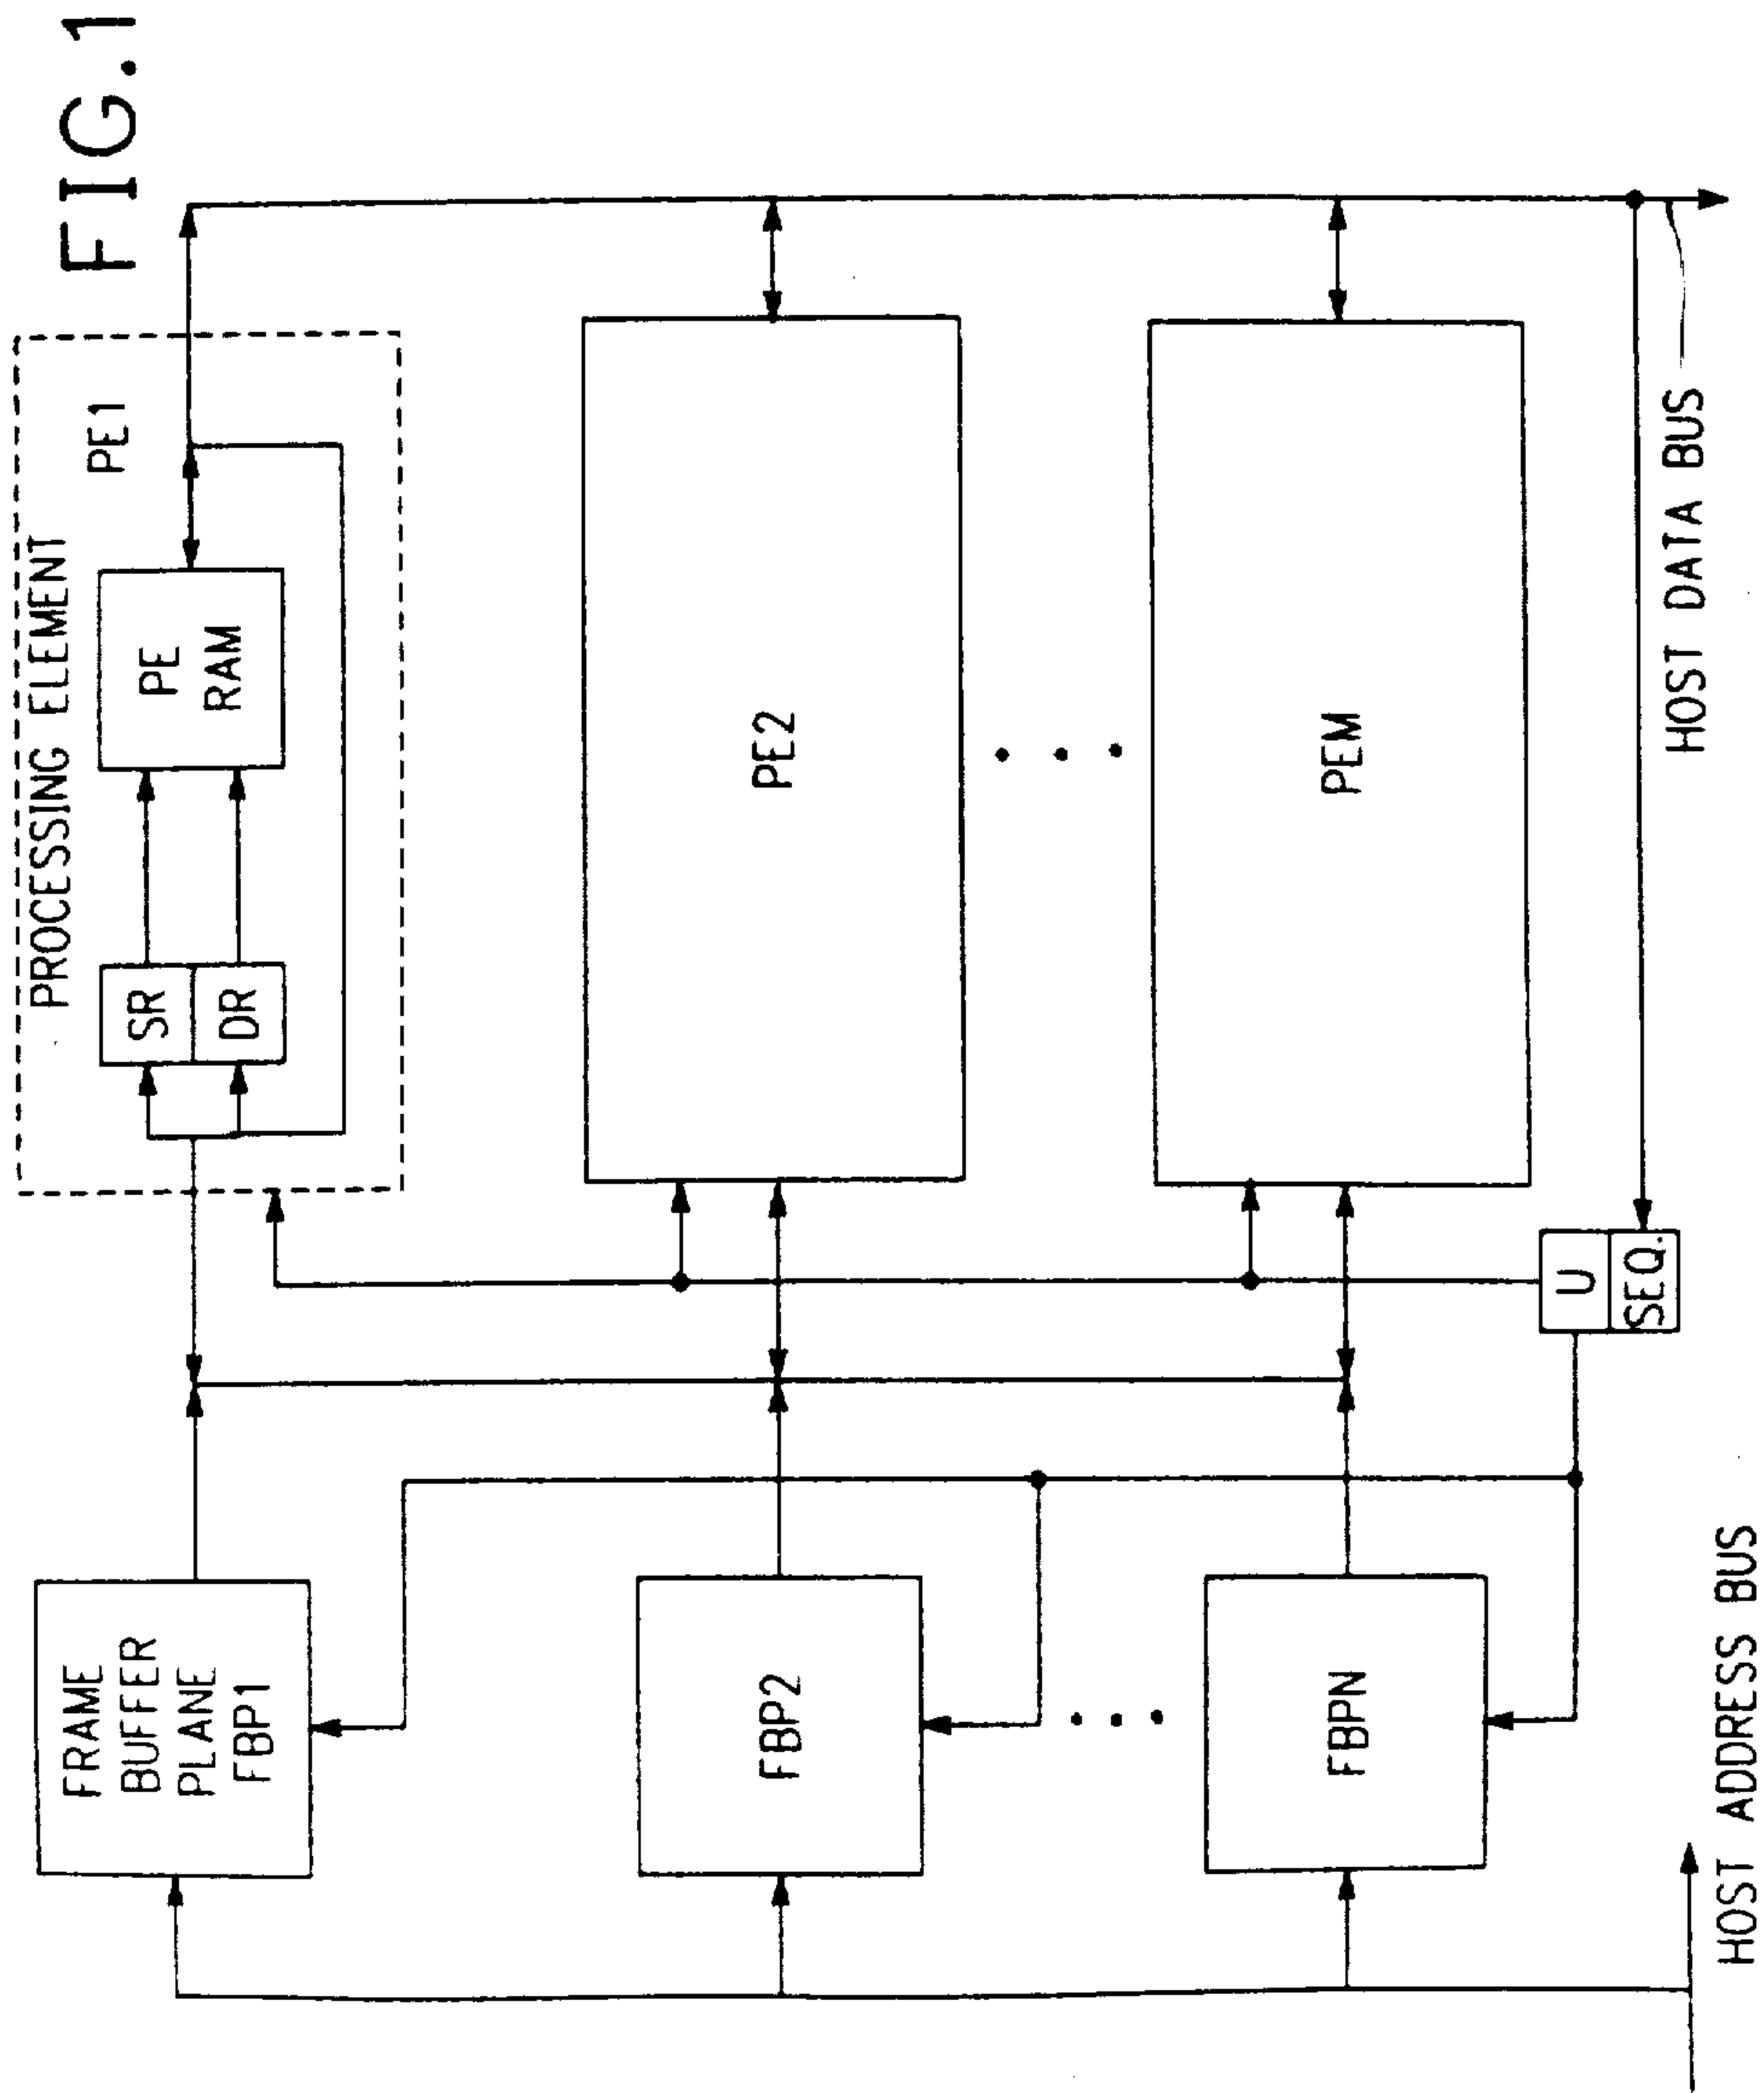 FIG.1
FRAME
BUFFER
PLANE
FBP1
PROCESSING ELEMENT
SR
DR
PE
RAM
PE1
FBP2
PE2
FBPN
PEM
U
SEQ.
HOST DATA BUS
HOST ADDRESS BUS